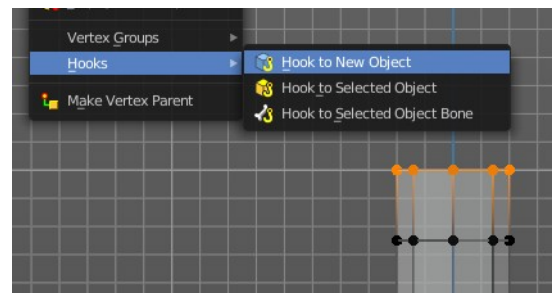 Vertex Groups
Hooks
Make Vertex Parent
Hook to New Object
Hook to Selected Object
Hook to Selected Object Bone